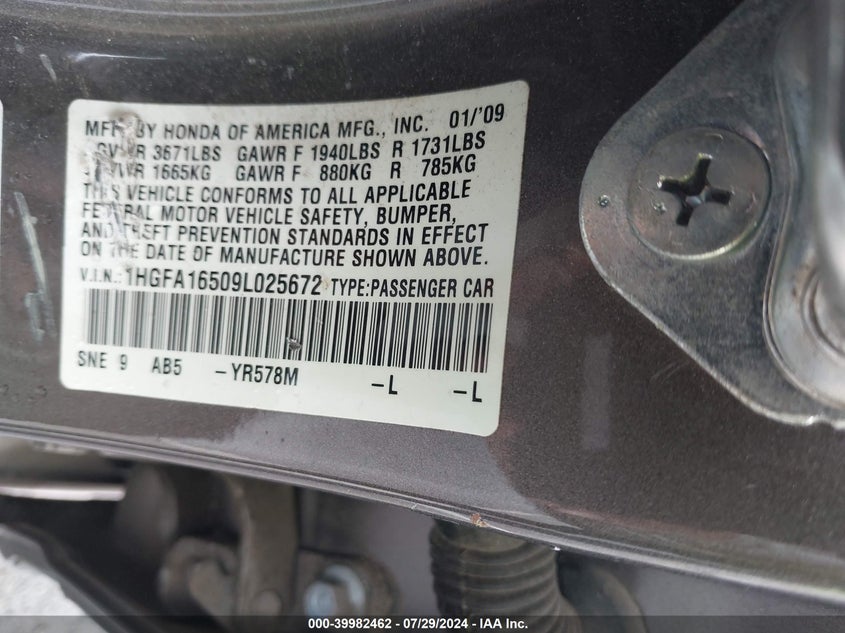 MFD BY HONDA OF AMERICA MFG., INC. 01/'09
GVWR 3671LBS GAWR F 1940LBS R 1731LBS
GVWR 1665KG GAWR F 880KG R 785KG
THIS VEHICLE CONFORMS TO ALL APPLICABLE
FEDERAL MOTOR VEHICLE SAFETY, BUMPER,
AND THEFT PREVENTION STANDARDS IN EFFECT
ON THE DATE OF MANUFACTURE SHOWN ABOVE.
V.I.N.: 1HGFA16509L025672 TYPE:PASSENGER CAR
SNE 9 AB5 -YR578M -L -L
000-39982462 - 07/29/2024 - IAA Inc.